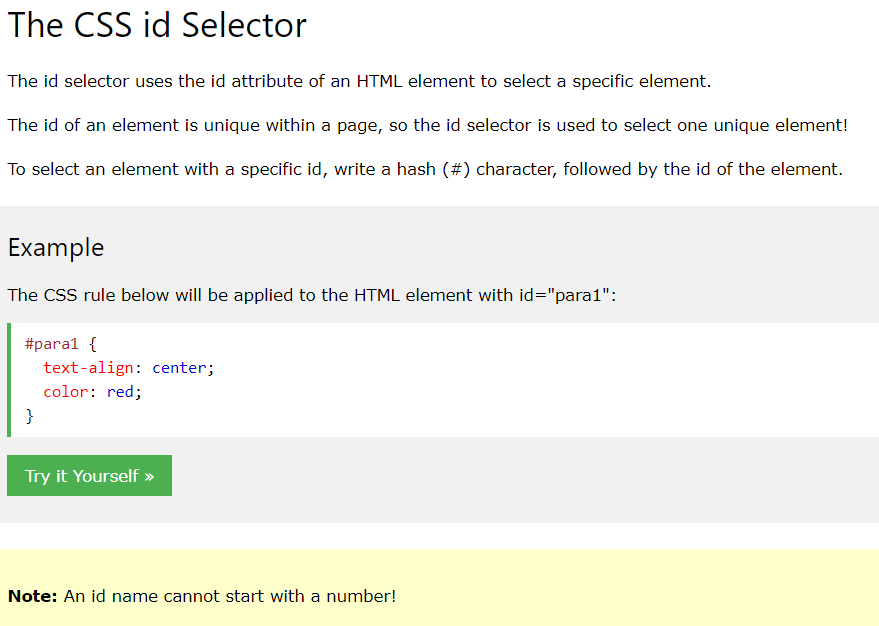 The CSS id Selector
The id selector uses the id attribute of an HTML element to select a specific element.
The id of an element is unique within a page, so the id selector is used to select one unique element!
To select an element with a specific id, write a hash (#) character, followed by the id of the element.
Example
The CSS rule below will be applied to the HTML element with id="para1":
#para1 {
  text-align: center;
  color: red;
}
Try it Yourself »
Note: An id name cannot start with a number!